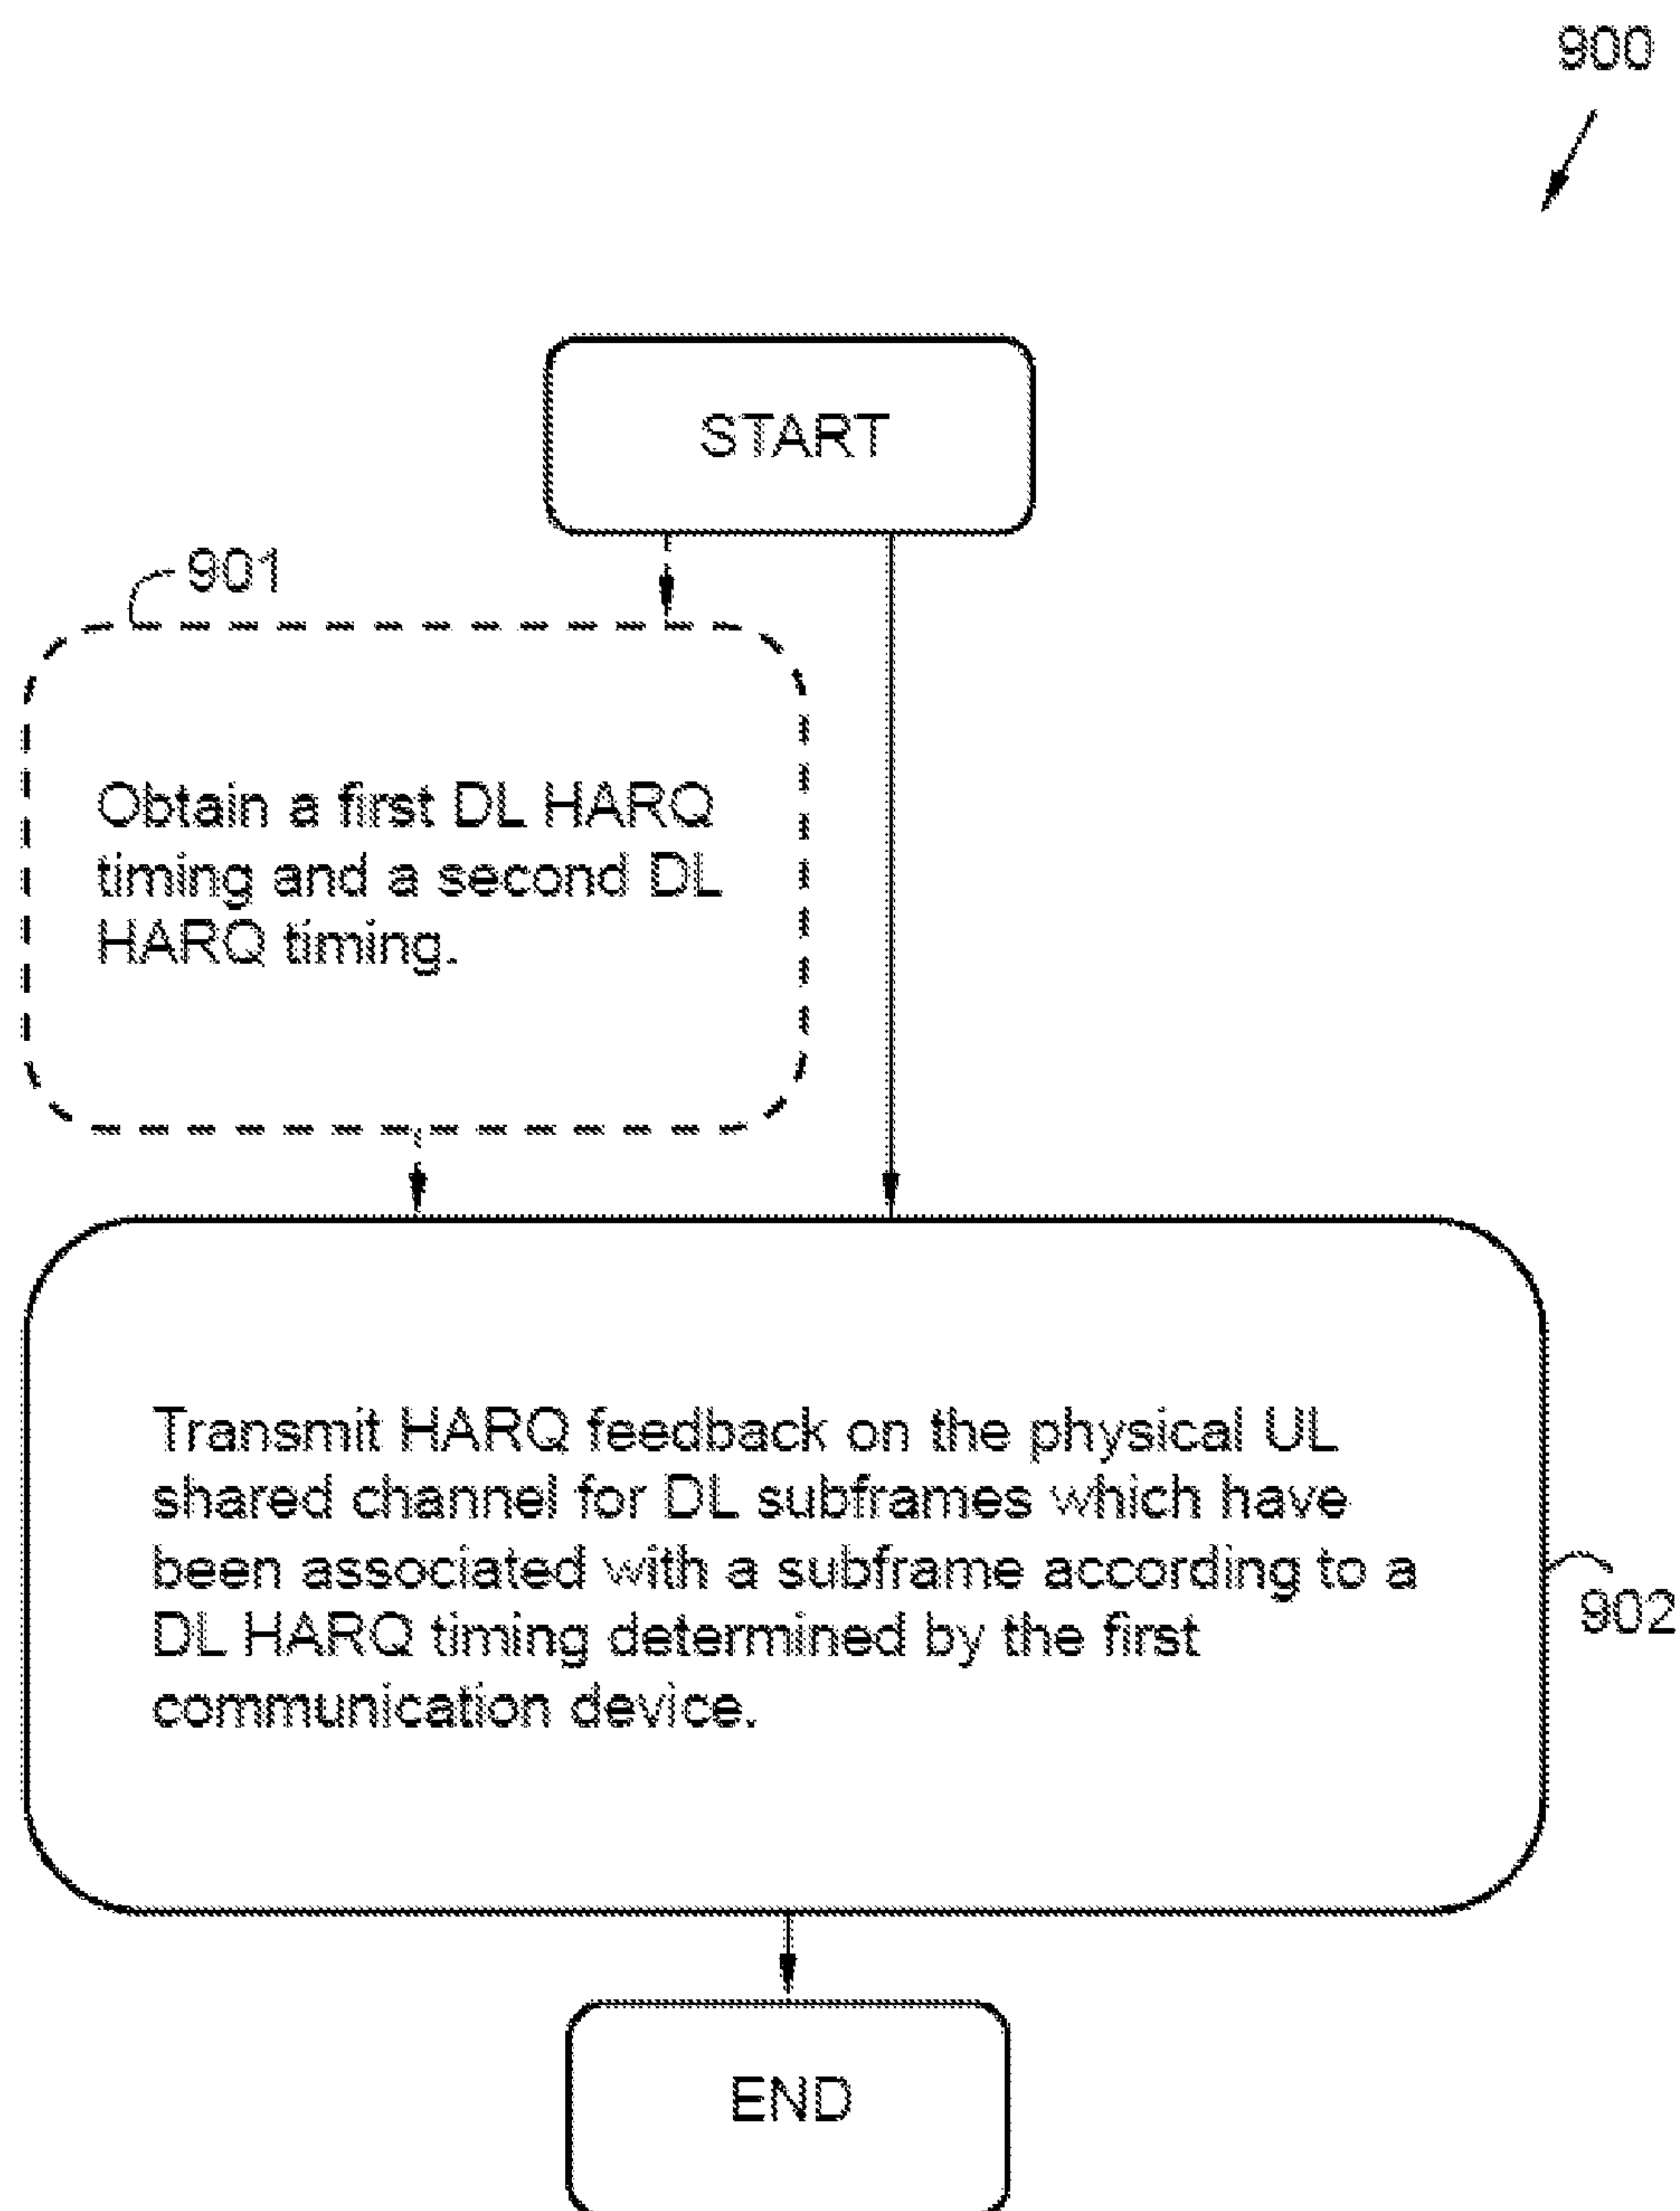 900
START
901
Obtain a first DL HARQ
timing and a second DL
HARQ timing.
Transmit HARQ feedback on the physical UL
shared channel for DL subframes which have
been associated with a subframe according to a
DL HARQ timing determined by the first
communication device.
902
END